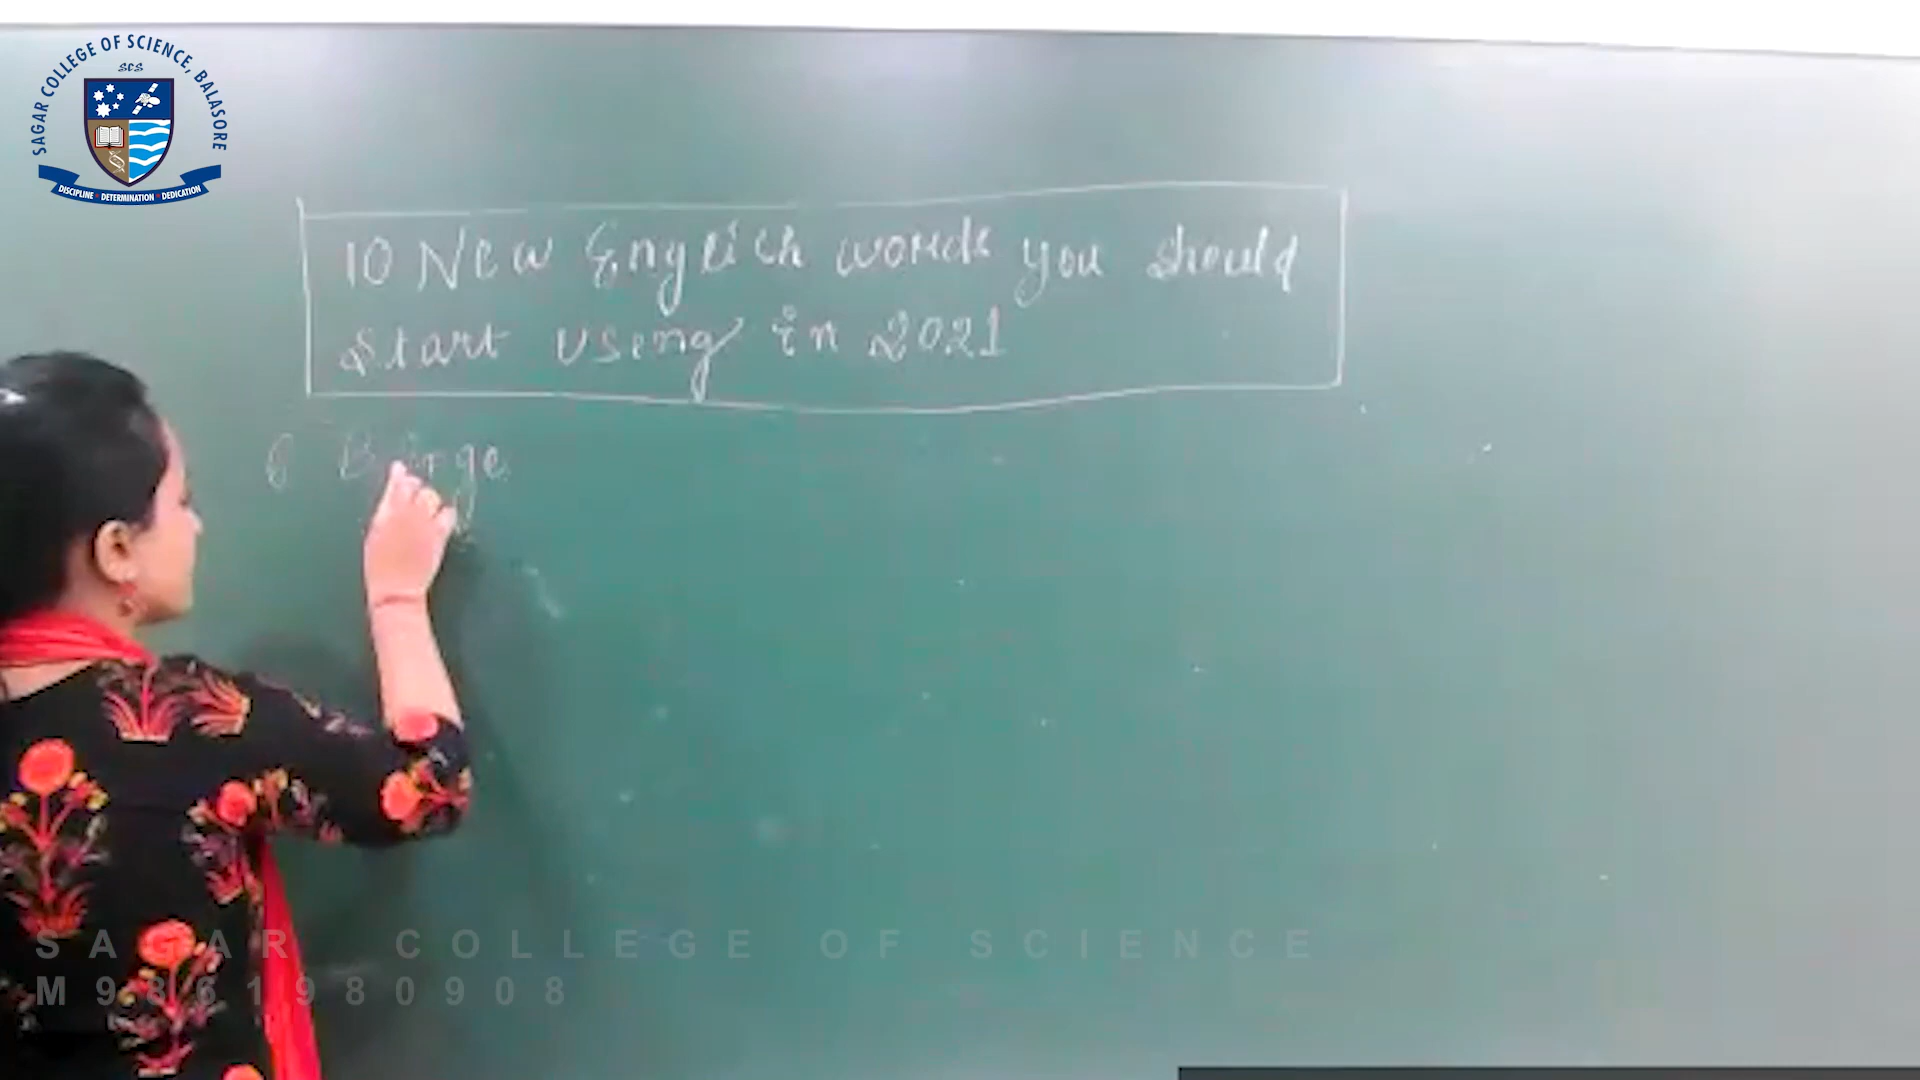 SAGAR COLLEGE OF SCIENCE, BALASORE
SCS
DISCIPLINE DETERMINATION DEDICATION
10 New English words you should
start using in 2021
6
SAGAR COLLEGE OF SCIENCE
M9861980908